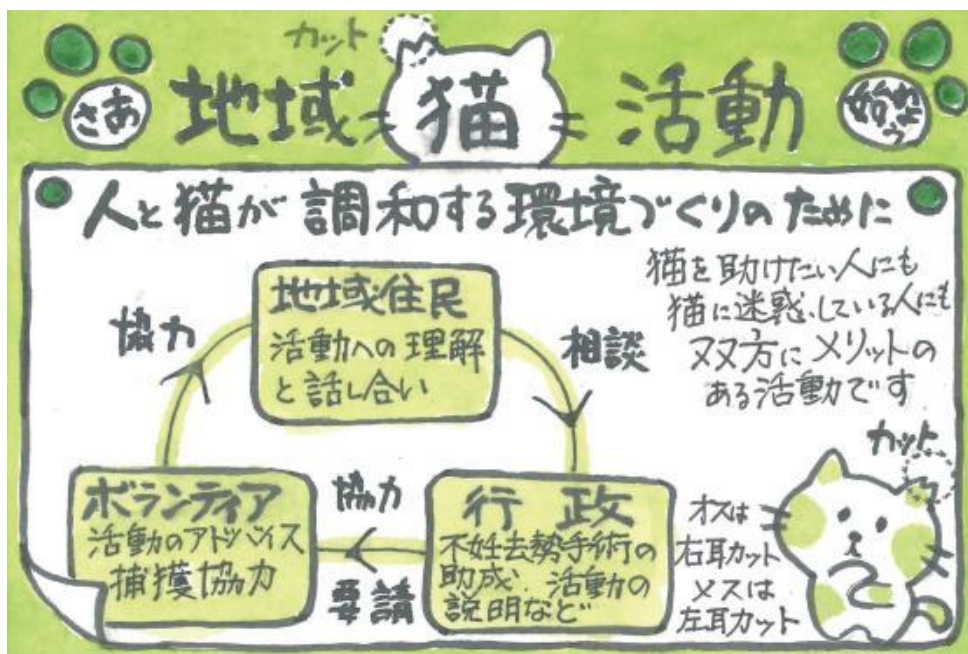 カット
さあ 地域猫活動 始めよう
人と猫が調和する環境づくりのために
猫を助けたい人にも
猫に迷惑している人にも
双方にメリットの
ある活動です
地域住民
活動への理解
と話し合い
協力
相談
ボランティア
活動のアドバイス
捕獲協力
協力
要請
行政
不妊去勢手術の
助成 活動の
説明など
カット
オスは
右耳カット
メスは
左耳カット